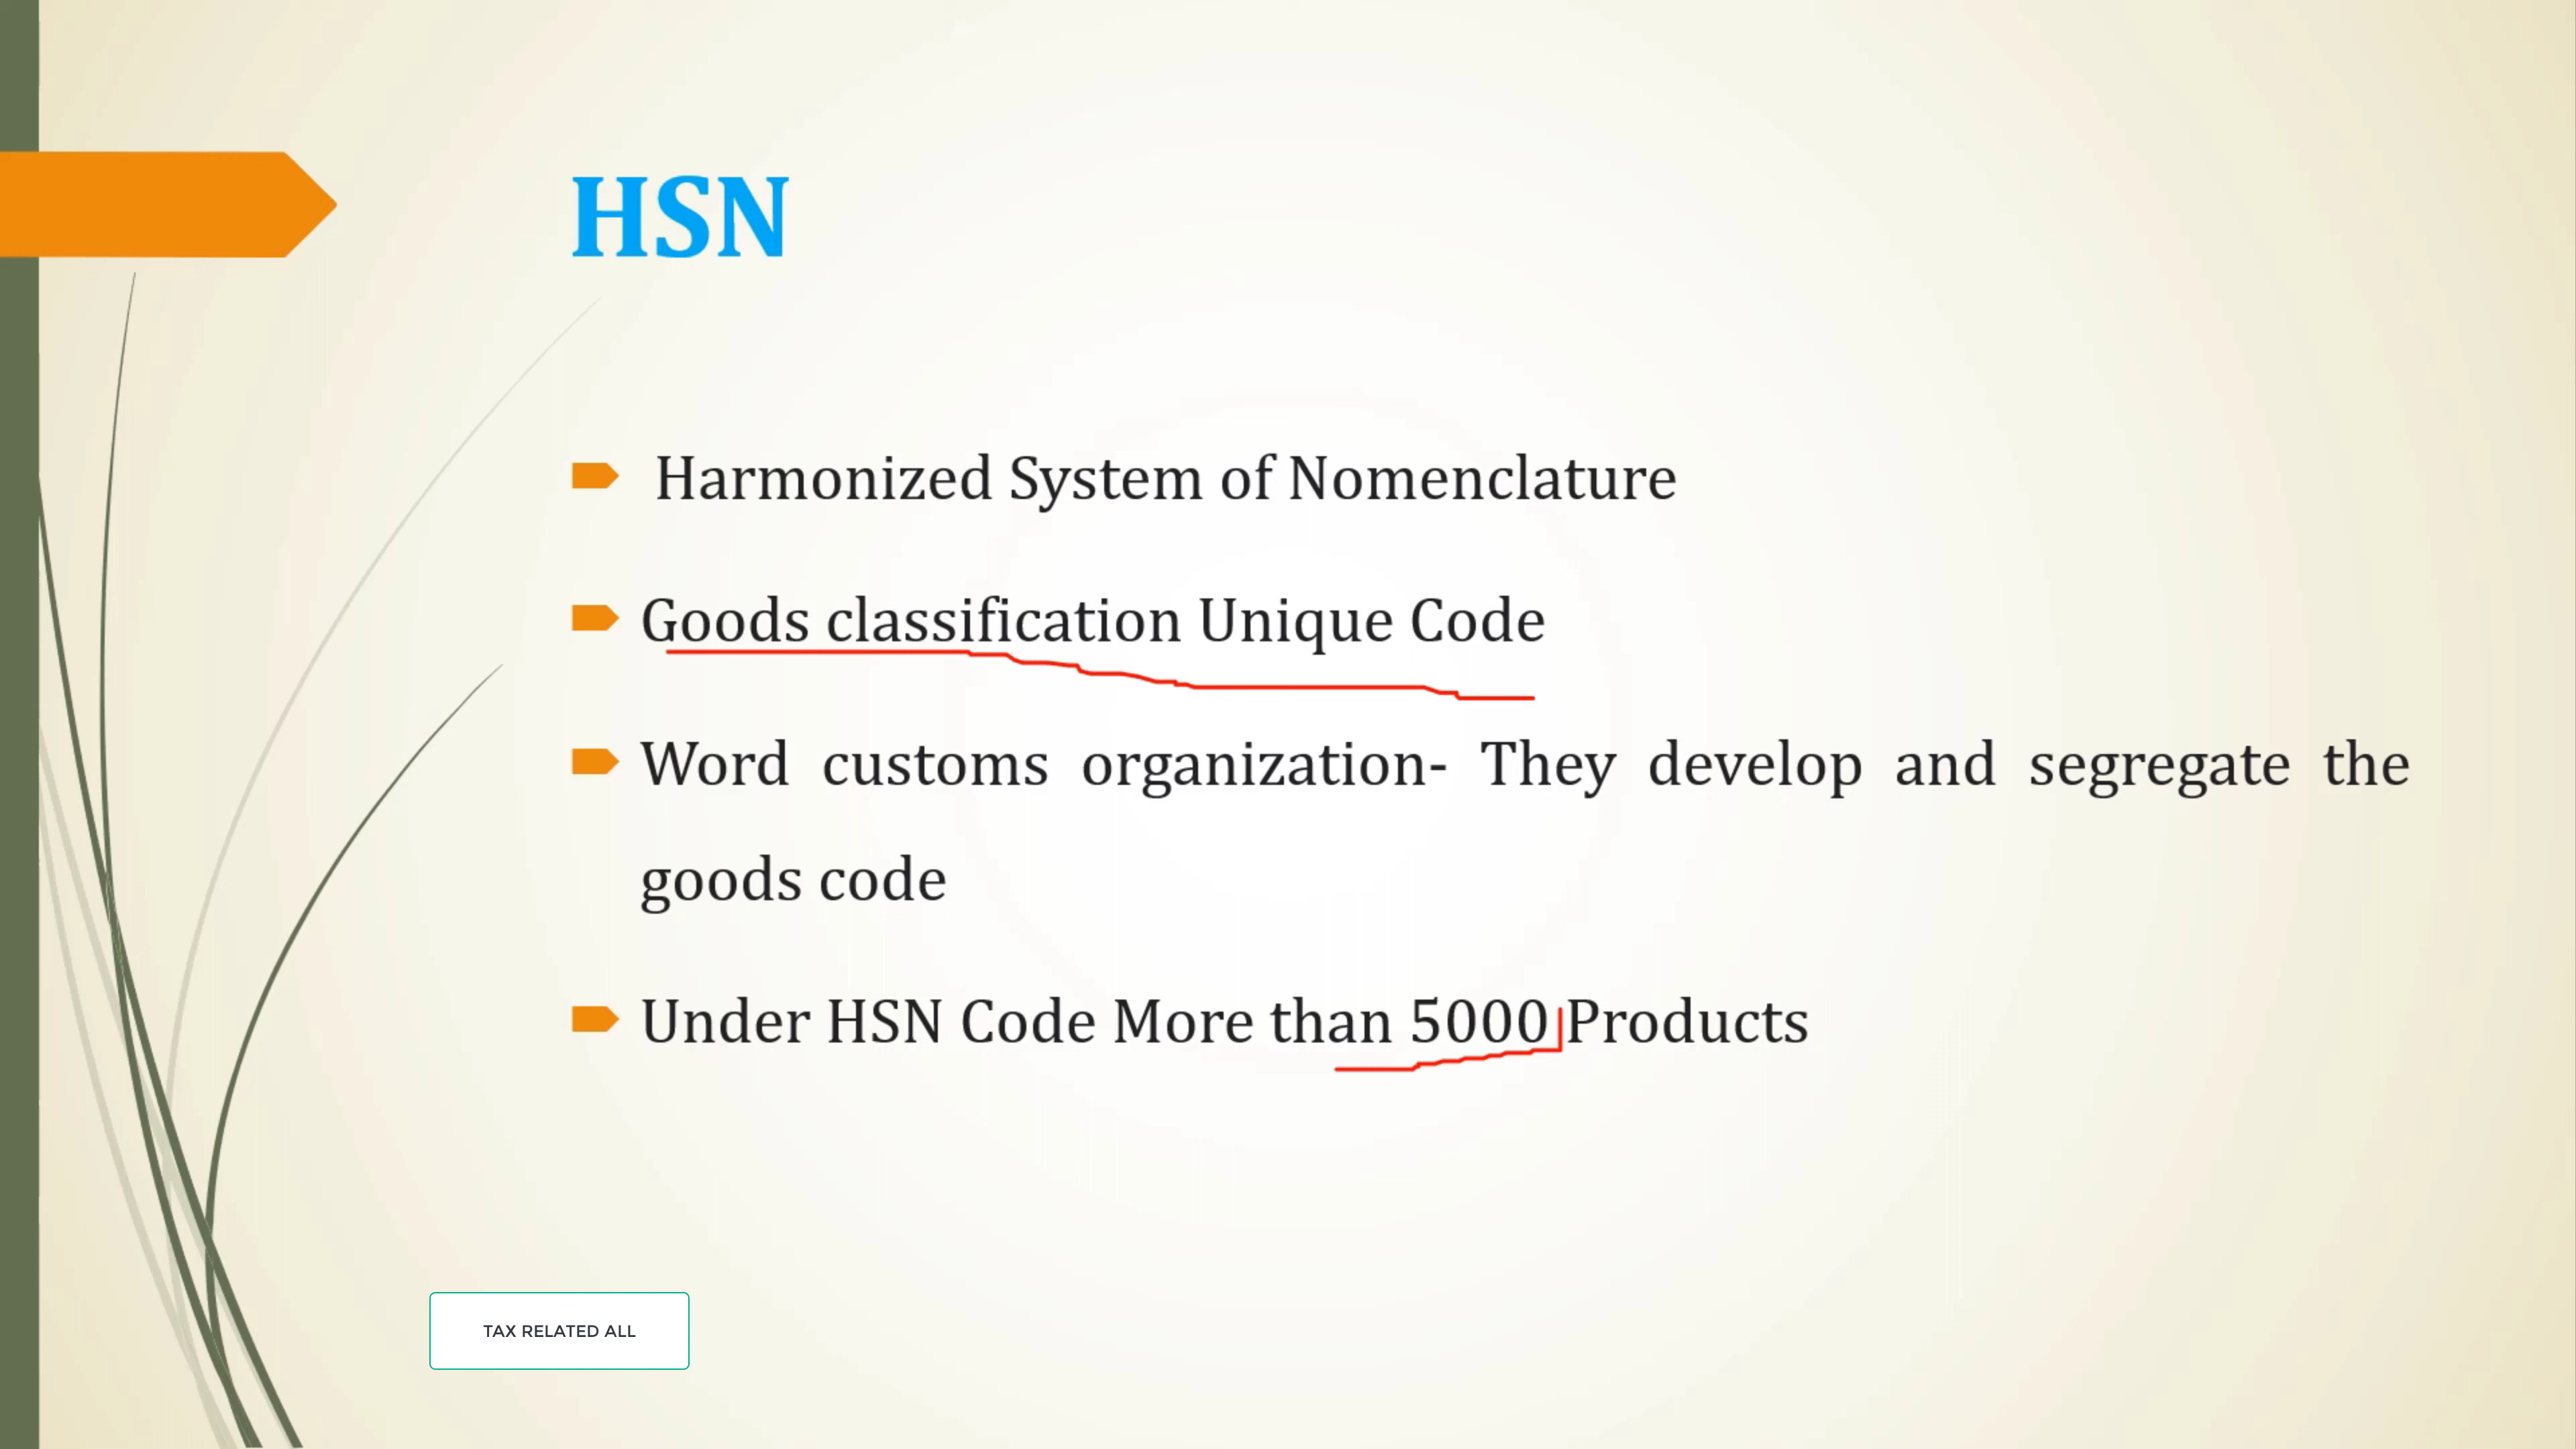 HSN
Harmonized System of Nomenclature
Goods classification Unique Code
Word customs organization- They develop and segregate the
goods code
Under HSN Code More than 5000 Products
TAX RELATED ALL